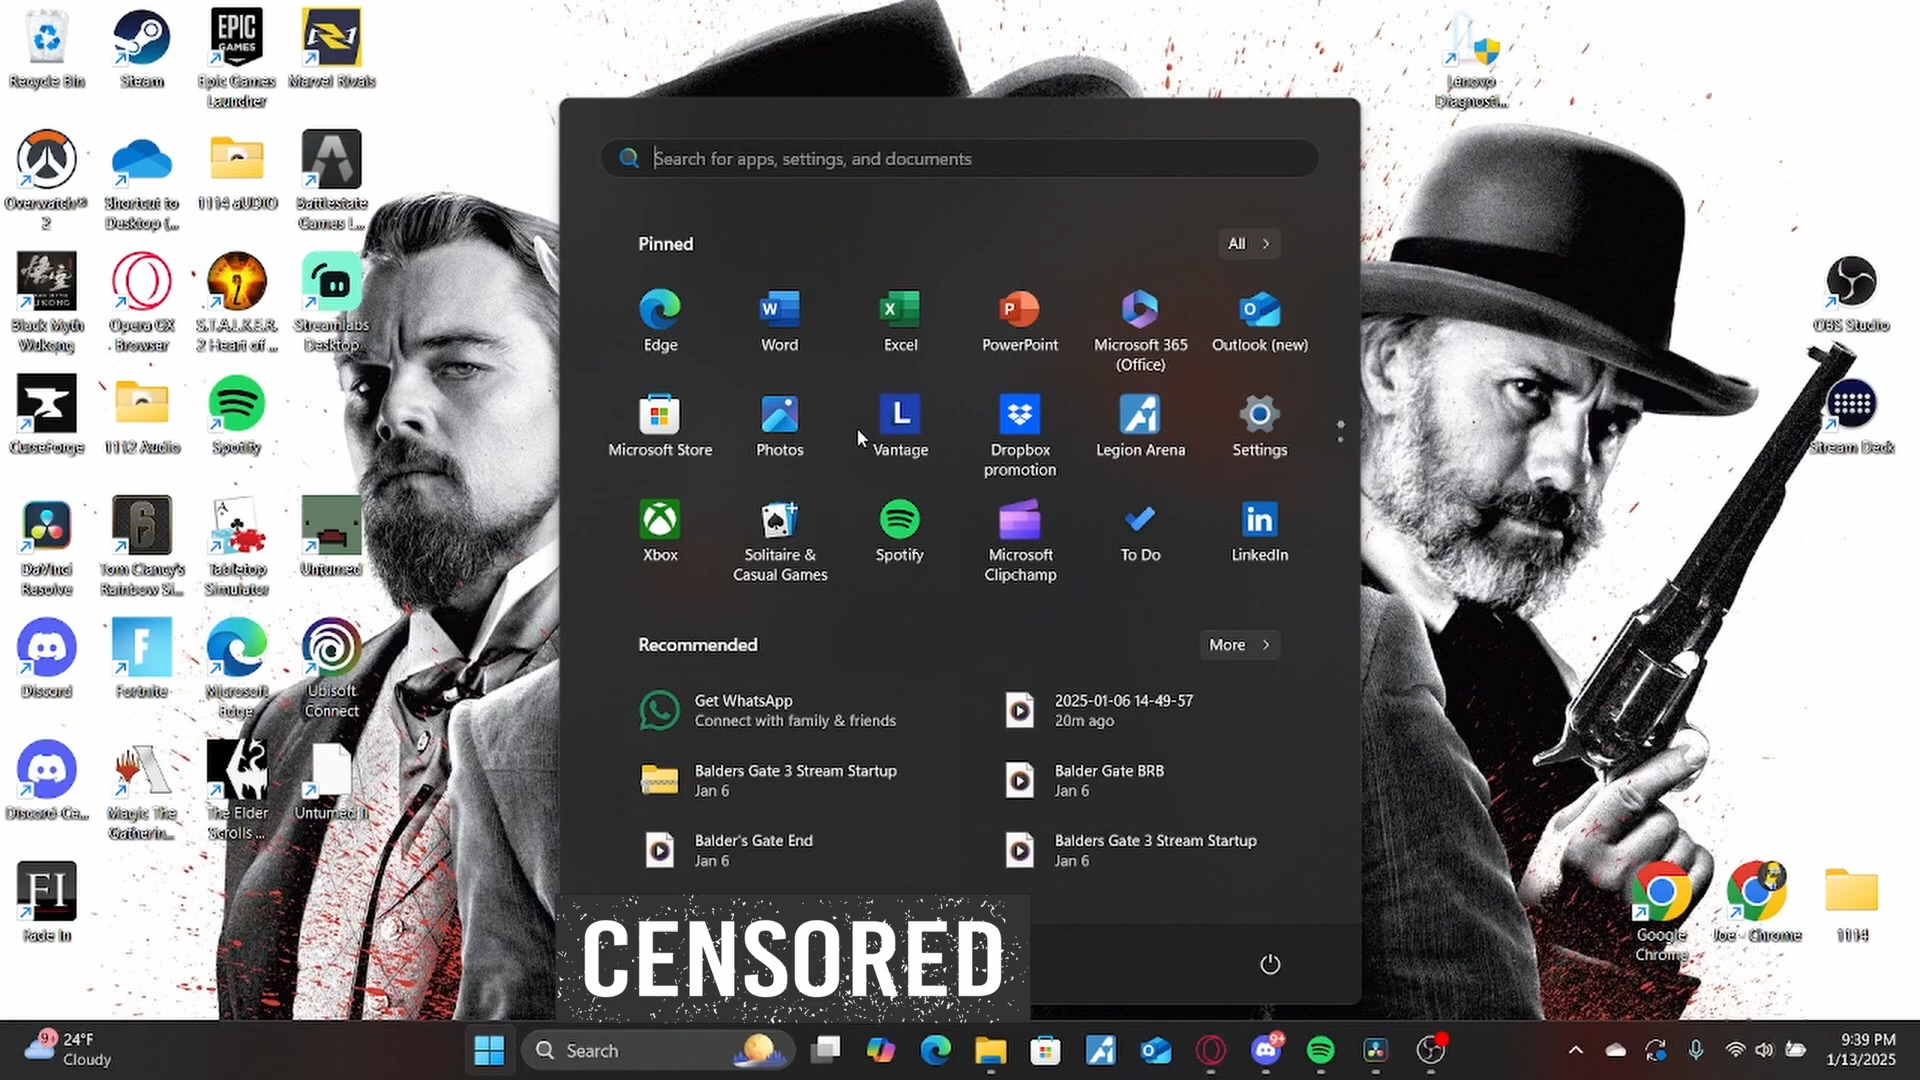 Recycle Bin
Steam
EPIC
GAMES
Epic Games
Launcher
Marvel Rivals
Lenovo
Diagnosti...
Overwatch®
2
Shortcut to
Desktop (...
1114 aUDIO
Battlestate
Games L...
Black Myth
Wukong
Opera GX
Browser
S.T.A.L.K.E.R.
2 Heart of ...
Streamlabs
Desktop
CurseForge
1112 Audio
Spotify
DaVinci
Resolve
Tom Clancy's
Rainbow Si...
Tabletop
Simulator
Unturned
Discord
Fortnite
Microsoft
Edge
Ubisoft
Connect
Discord-Ca...
Magic The
Gatherin...
The Elder
Scrolls ...
Unturned II
FI
Fade In
Search for apps, settings, and documents
Pinned
All
Edge
Word
Excel
PowerPoint
Microsoft 365
(Office)
Outlook (new)
Microsoft Store
Photos
Vantage
Dropbox
promotion
Legion Arena
Settings
Xbox
Solitaire &
Casual Games
Spotify
Microsoft
Clipchamp
To Do
LinkedIn
Recommended
More
Get WhatsApp
Connect with family & friends
2025-01-06 14-49-57
20m ago
Balders Gate 3 Stream Startup
Jan 6
Balder Gate BRB
Jan 6
Balder's Gate End
Jan 6
Balders Gate 3 Stream Startup
Jan 6
CENSORED
OBS Studio
Stream Deck
Google
Chrome
Joe - Chrome
1114
9+
24°F
Cloudy
Search
9+
9:39 PM
1/13/2025